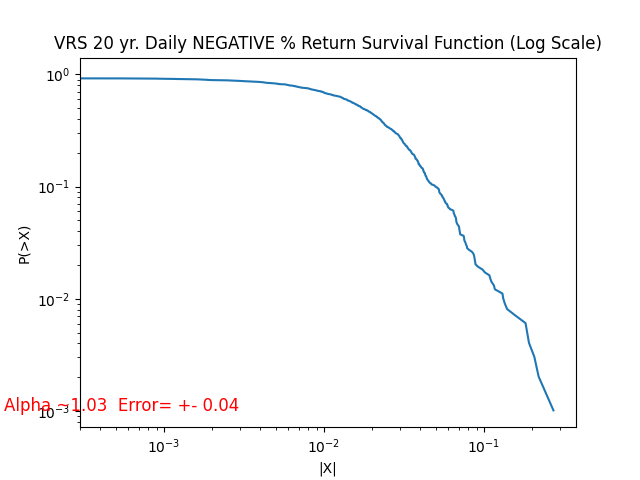 VRS 20 yr. Daily NEGATIVE % Return Survival Function (Log Scale)
10⁰
10⁻¹
P(>X)
10⁻²
Alpha ~1.03  Error= +- 0.04
10⁻³
10⁻³ 10⁻² 10⁻¹
|X|